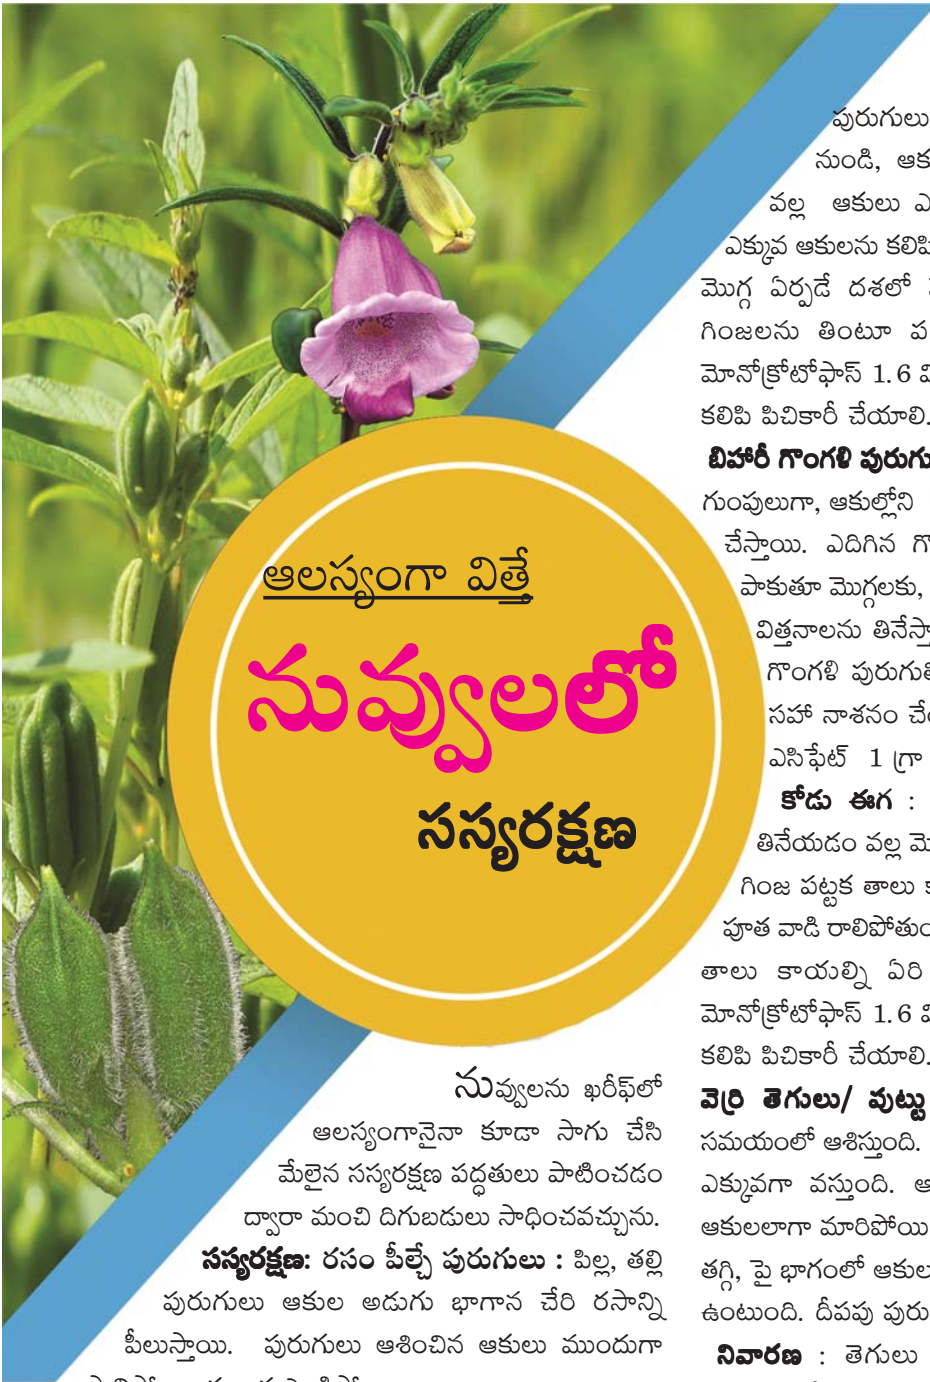 ఆలస్యంగా విత్తే
నువ్వులలో
సస్యరక్షణ
నువ్వులను ఖరీఫ్‌లో
ఆలస్యంగానైనా కూడా సాగు చేసి
మేలైన సస్యరక్షణ పద్ధతులు పాటించడం
ద్వారా మంచి దిగుబడులు సాధించవచ్చును.
సస్యరక్షణ: రసం పీల్చే పురుగులు : పిల్ల, తల్లి
పురుగులు ఆకుల అడుగు భాగాన చేరి రసాన్ని
పీలుస్తాయి. పురుగులు ఆశించిన ఆకులు ముందుగా
పురుగులు
నుండి,
వల్ల ఆకులు
ఎక్కువ ఆకులను
మొగ్గ ఏర్పడే దశలో
గింజలను తింటూ
మోనోక్రోటోఫాస్ 1.6
కలిపి పిచికారీ చేయాలి.
బిహారీ గొంగళి పురుగు
గుంపులుగా, ఆకుల్లోని
చేస్తాయి. ఎదిగిన
పాకుతూ మొగ్గలకు,
విత్తనాలను
గొంగళి
సహా నాశనం
ఎసిఫేట్ 1 గ్రా
కోడు ఈగ :
తినేయడం వల్ల
గింజ పట్టక తాలు
పూత వాడి
తాలు కాయల్ని ఏరి
మోనోక్రోటోఫాస్ 1.6
కలిపి పిచికారీ చేయాలి.
వెర్రి తెగులు/ వుట్టు
సమయంలో ఆశిస్తుంది.
ఎక్కువగా వస్తుంది.
ఆకులలాగా మారిపోయి
తగ్గి, పై భాగంలో
ఉంటుంది. దీపపు
నివారణ : తెగులు